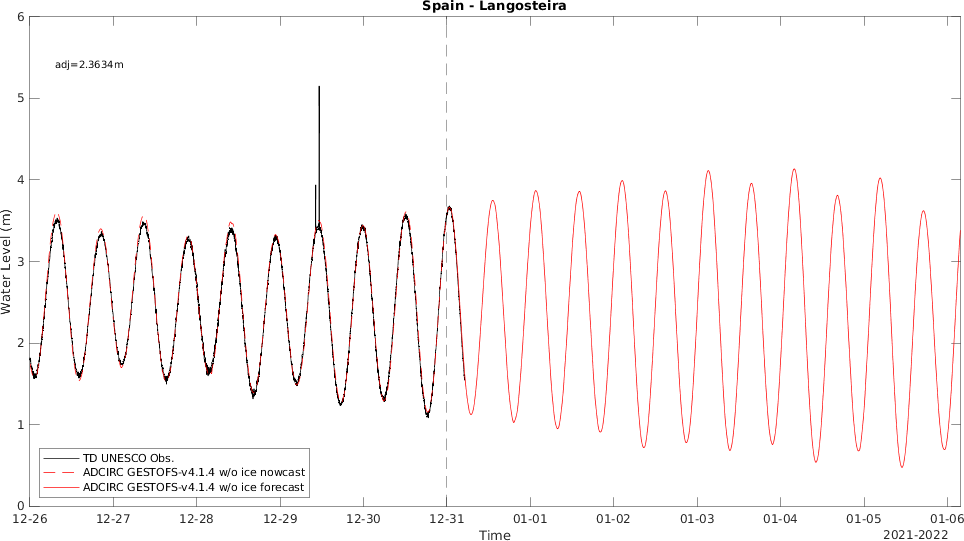 Spain - Langosteira
6
5
4
3
2
1
0
Water Level (m)
adj=2.3634m
TD UNESCO Obs.
ADCIRC GESTOFS-v4.1.4 w/o ice nowcast
ADCIRC GESTOFS-v4.1.4 w/o ice forecast
12-26 12-27 12-28 12-29 12-30 12-31 01-01 01-02 01-03 01-04 01-05 01-06
Time
2021-2022